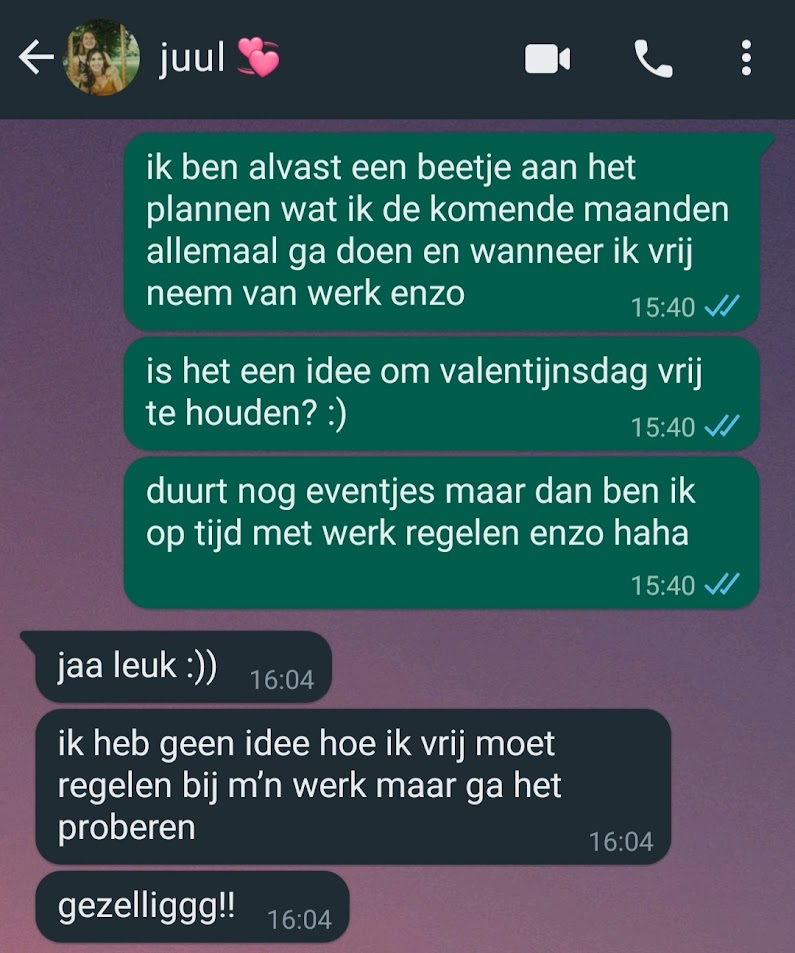 juul 💞
ik ben alvast een beetje aan het
plannen wat ik de komende maanden
allemaal ga doen en wanneer ik vrij
neem van werk enzo
15:40
is het een idee om valentijnsdag vrij
te houden? :)
15:40
duurt nog eventjes maar dan ben ik
op tijd met werk regelen enzo haha
15:40
jaa leuk :))
16:04
ik heb geen idee hoe ik vrij moet
regelen bij m’n werk maar ga het
proberen
16:04
gezelliggg!!
16:04